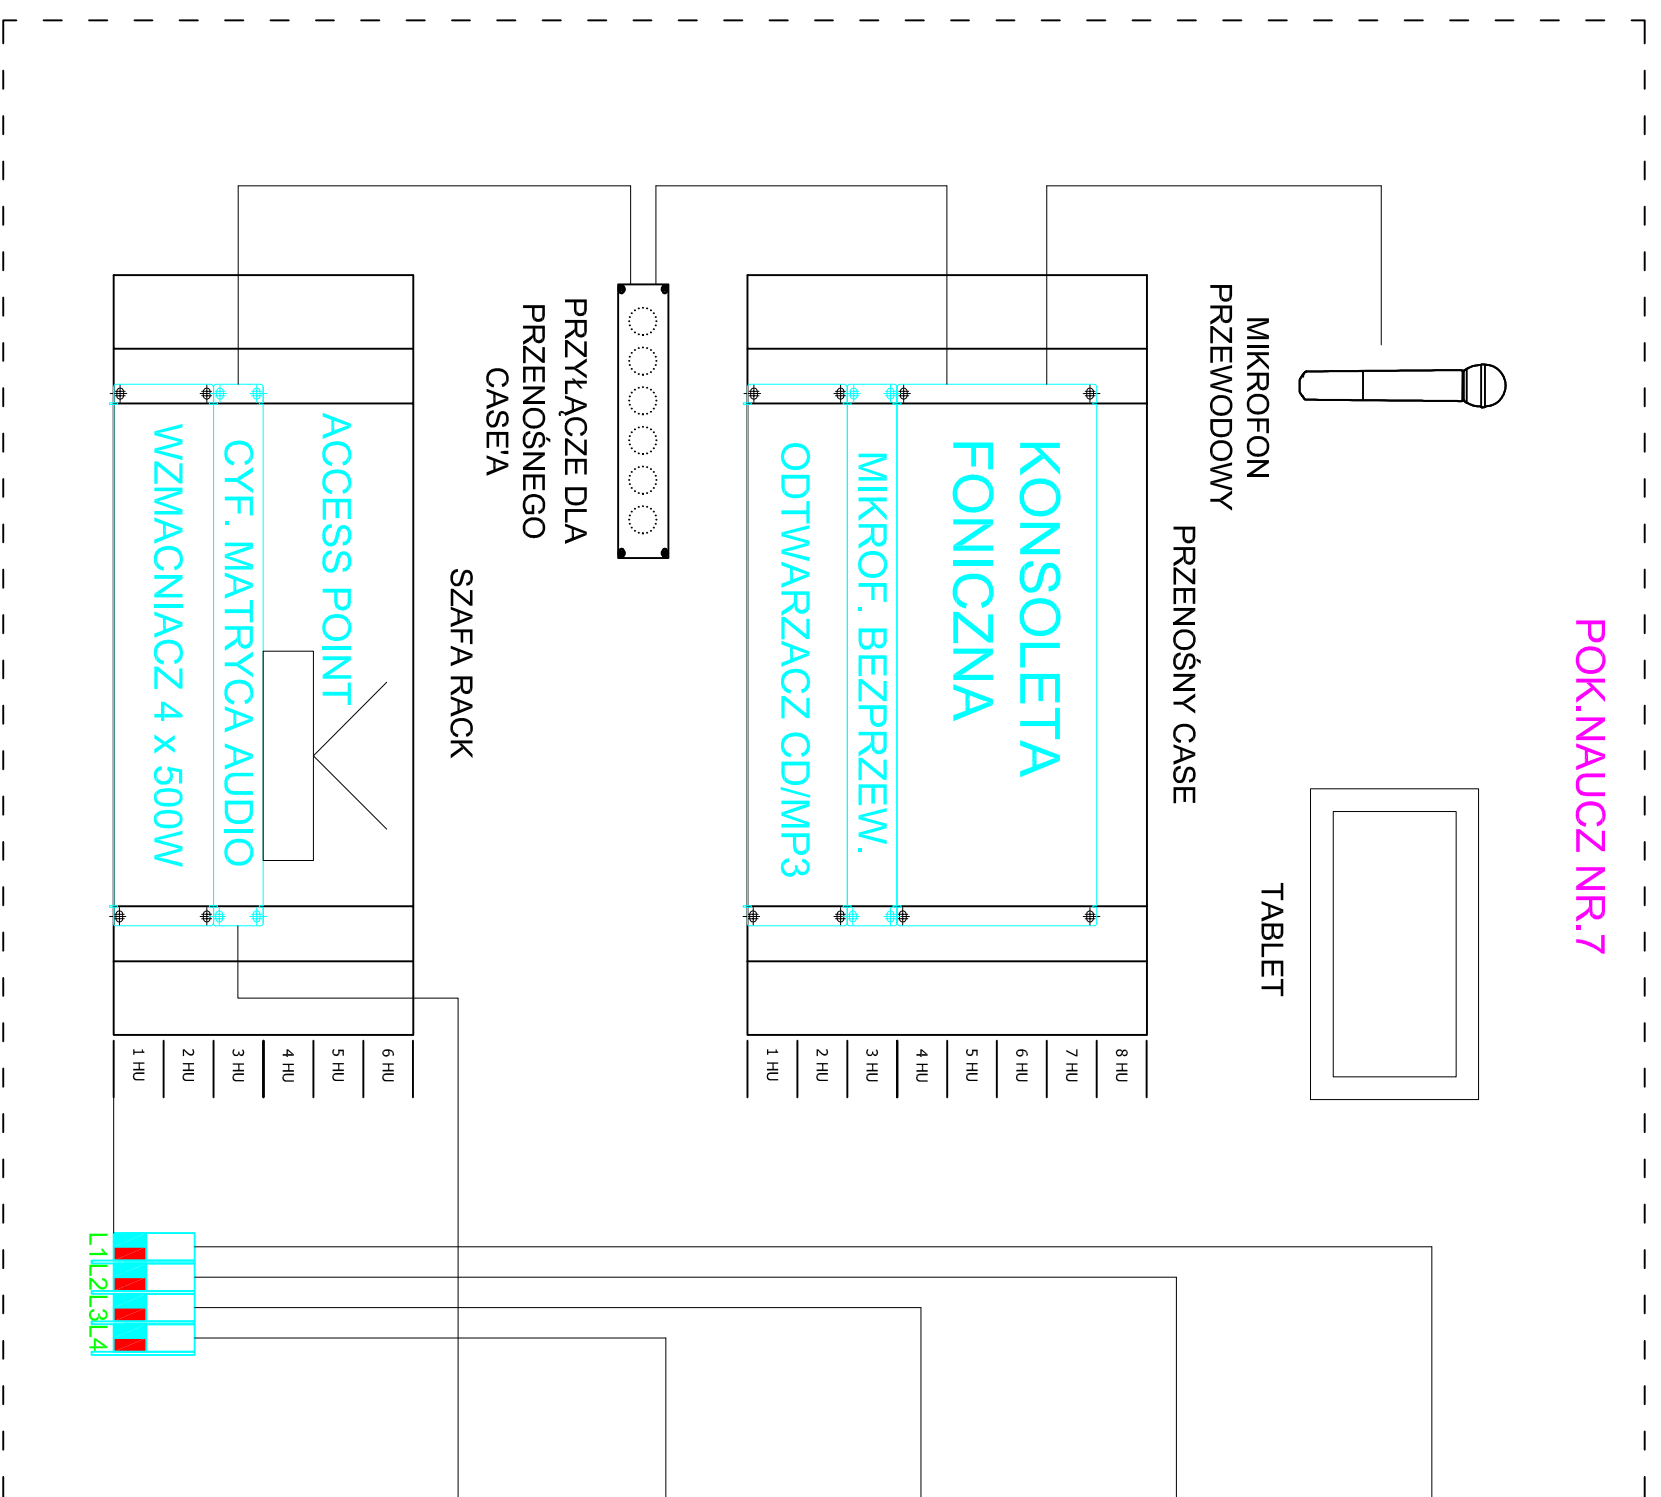 POK.NAUCZ NR.7
MIKROFON
PRZEWODOWY
TABLET
PRZENOŚNY CASE
KONSOLETA
FONICZNA
MIKROF. BEZPRZEW.
ODTWARZACZ CD/MP3
8 HU
7 HU
6 HU
5 HU
4 HU
3 HU
2 HU
1 HU
PRZYŁĄCZE DLA
PRZENOŚNEGO
CASE'A
SZAFA RACK
ACCESS POINT
CYF. MATRYCA AUDIO
WZMACNIACZ 4 x 500W
6 HU
5 HU
4 HU
3 HU
2 HU
1 HU
L1
L2
L3
L4